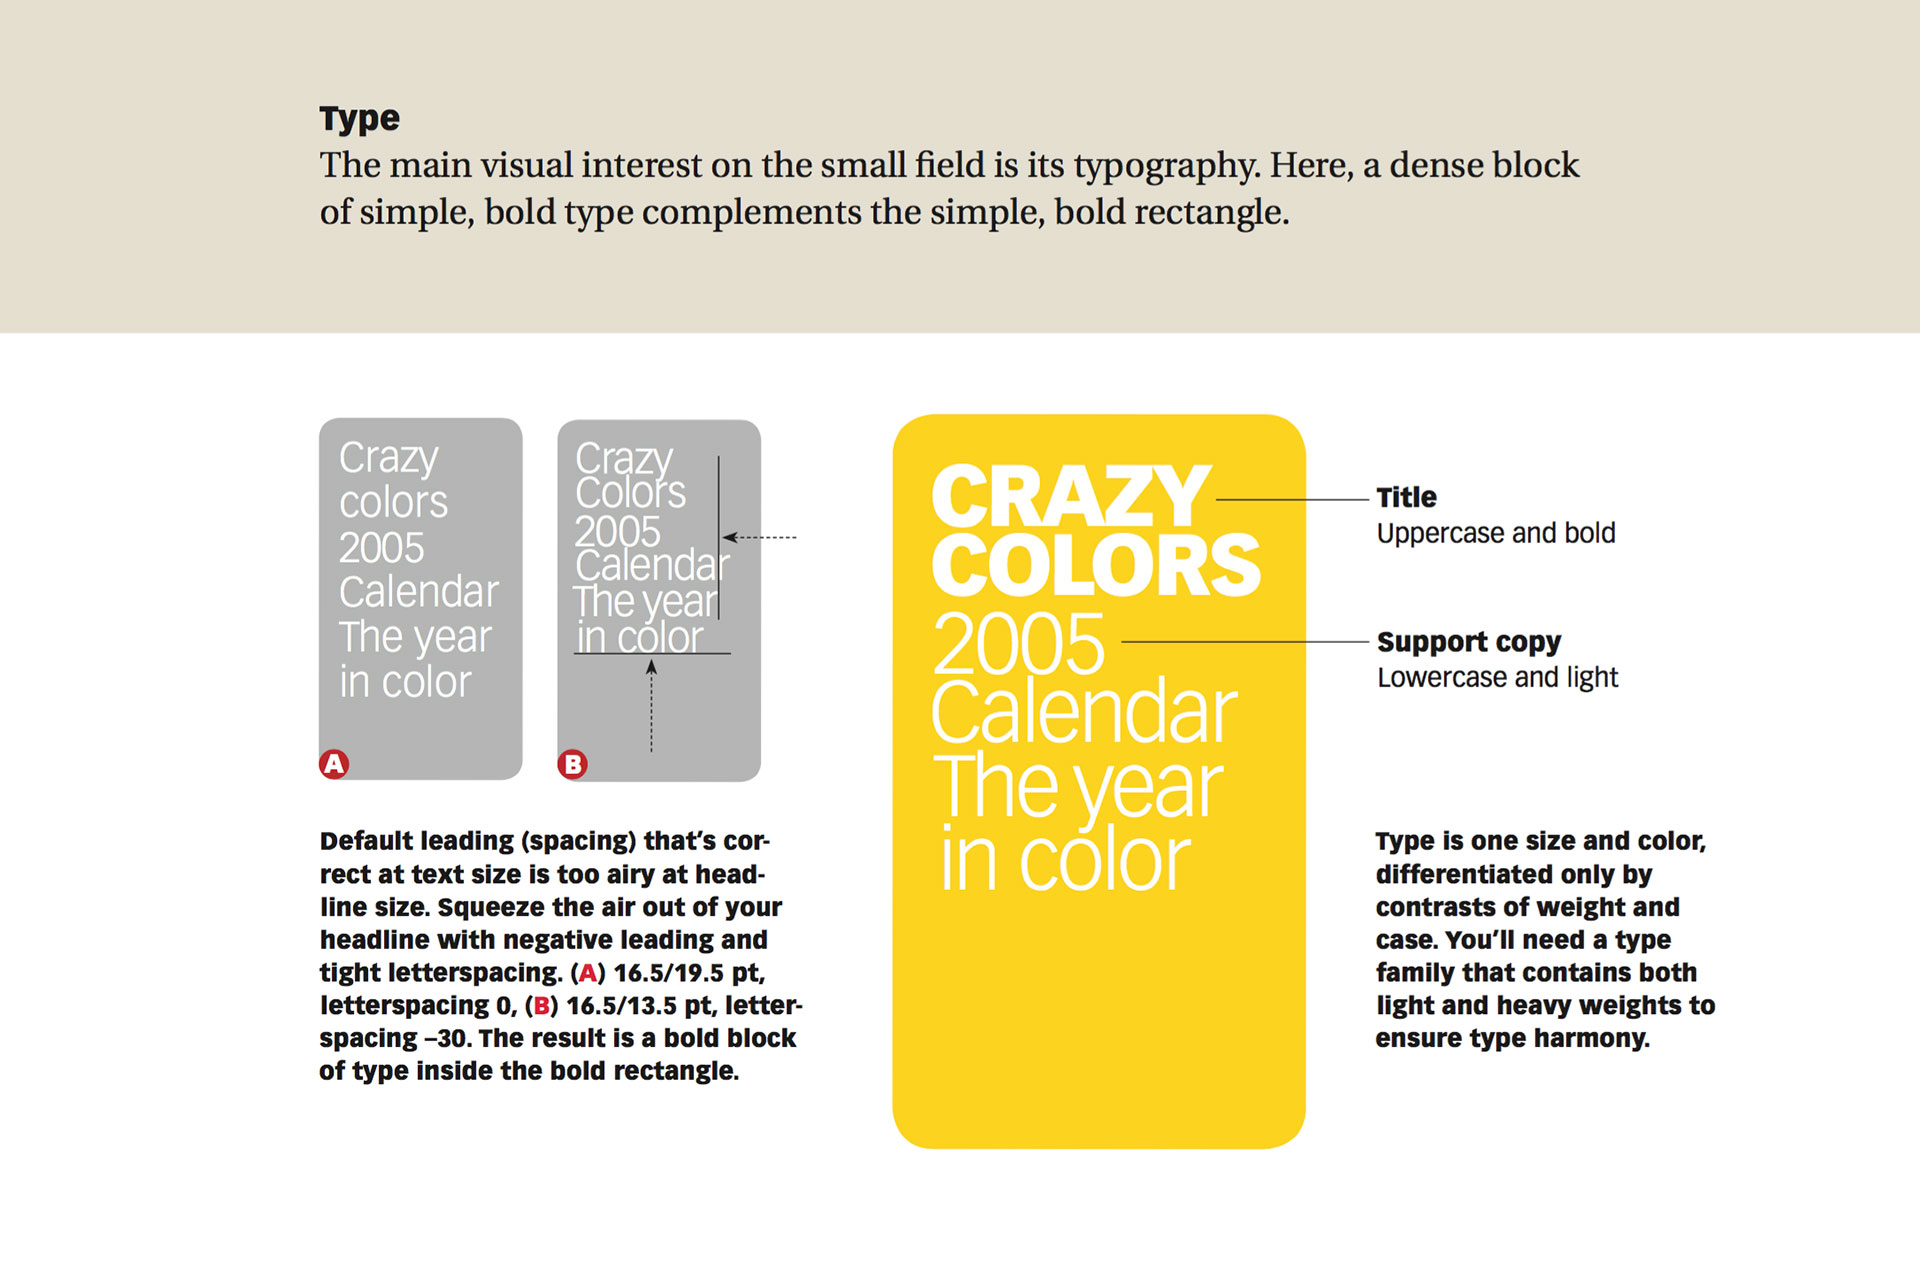 Type
The main visual interest on the small field is its typography. Here, a dense block
of simple, bold type complements the simple, bold rectangle.
Crazy
colors
2005
Calendar
The year
in color
A
Crazy
Colors
2005
Calendar
The year
in color
B
Default leading (spacing) that’s cor-
rect at text size is too airy at head-
line size. Squeeze the air out of your
headline with negative leading and
tight letterspacing. (A) 16.5/19.5 pt,
letterspacing 0, (B) 16.5/13.5 pt, letter-
spacing –30. The result is a bold block
of type inside the bold rectangle.
CRAZY
COLORS
2005
Calendar
The year
in color
Title
Uppercase and bold
Support copy
Lowercase and light
Type is one size and color,
differentiated only by
contrasts of weight and
case. You’ll need a type
family that contains both
light and heavy weights to
ensure type harmony.